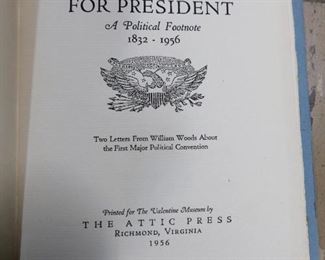 FOR PRESIDENT
A Political Footnote
1832 - 1956
Two Letters From William Woods About
the First Major Political Convention
Printed for The Valentine Museum by
THE ATTIC PRESS
RICHMOND, VIRGINIA
1956